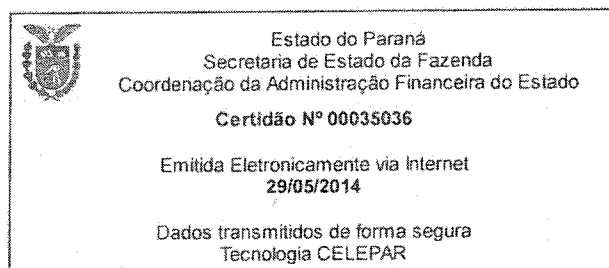 Estado do Paraná
Secretaria de Estado da Fazenda
Coordenação da Administração Financeira do Estado
Certidão Nº 00035036
Emitida Eletronicamente via Internet
29/05/2014
Dados transmitidos de forma segura
Tecnologia CELEPAR